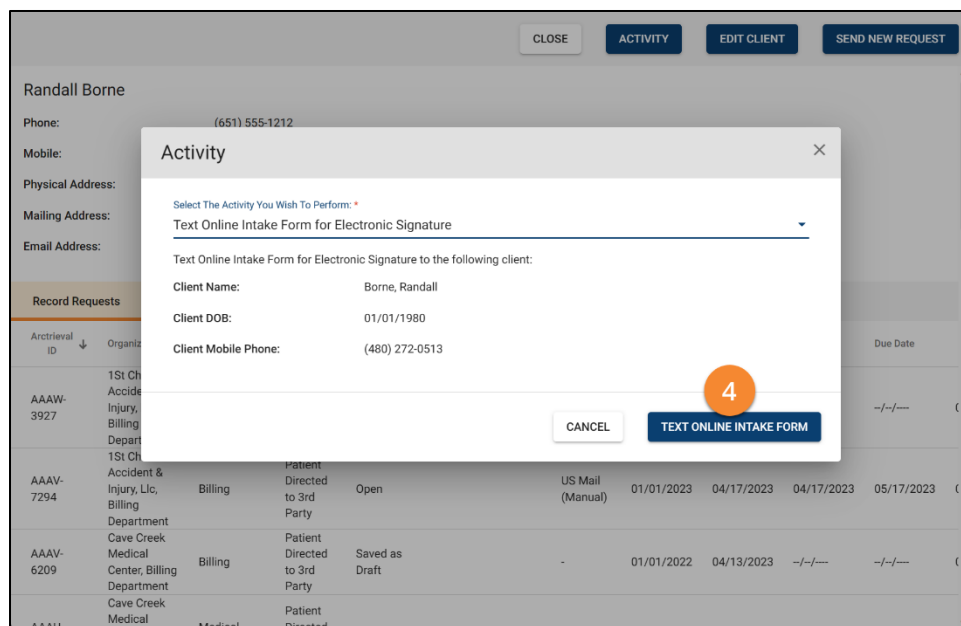 CLOSE ACTIVITY EDIT CLIENT SEND NEW REQUEST
Randall Borne
Phone: (651) 555-1212
Mobile:
Physical Address:
Mailing Address:
Email Address:
Activity ×
Select The Activity You Wish To Perform: *
Text Online Intake Form for Electronic Signature
Text Online Intake Form for Electronic Signature to the following client:
Client Name: Borne, Randall
Client DOB: 01/01/1980
Client Mobile Phone: (480) 272-0513
4
CANCEL TEXT ONLINE INTAKE FORM
Record Requests
Arctrieval
ID
Due Date
AAAW-
3927
1St Ch
Accide
Injury,
Billing
Depart
--/--/----
AAAV-
7294
1St Ch
Accident &
Injury, Llc,
Billing
Department
Billing
Patient
Directed
to 3rd
Party
Open
US Mail
(Manual)
01/01/2023 04/17/2023 04/17/2023 05/17/2023
AAAV-
6209
Cave Creek
Medical
Center, Billing
Department
Billing
Patient
Directed
to 3rd
Party
Saved as
Draft
-
01/01/2022 04/13/2023 --/--/---- --/--/----
Cave Creek
Medical
Patient